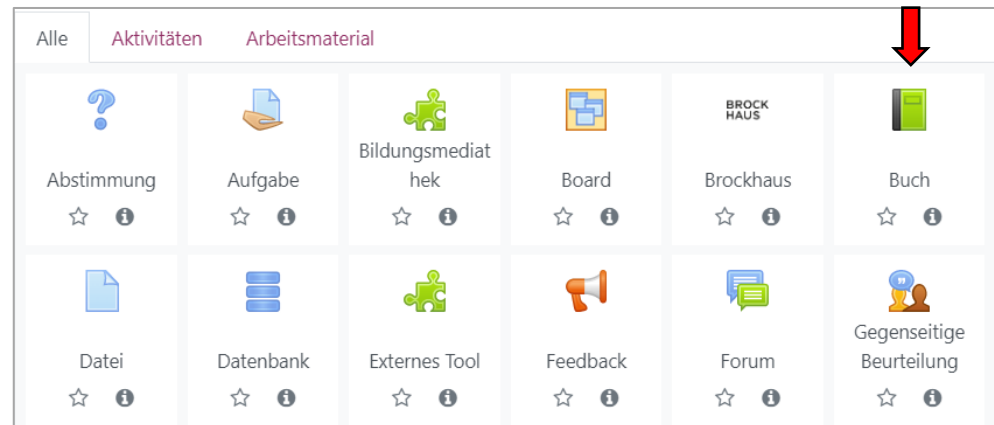 Alle Aktivitäten Arbeitsmaterial
BROCK
HAUS
Abstimmung Aufgabe Bildungsmediat
hek Board Brockhaus Buch
Datei Datenbank Externes Tool Feedback Forum Gegenseitige
Beurteilung